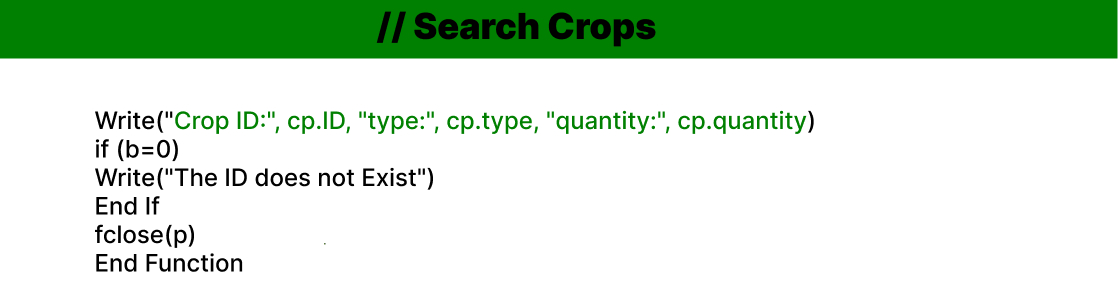 // Search Crops
Write("Crop ID:", cp.ID, "type:", cp.type, "quantity:", cp.quantity)
if (b=0)
Write("The ID does not Exist")
End If
fclose(p)
End Function